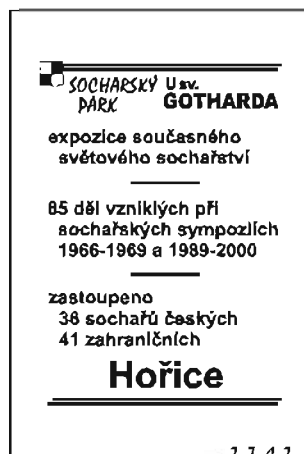 SOCHAŘSKÝ U sv.
PARK GOTHARDA
expozice současného
světového sochařství
85 děl vzniklých při
sochařských sympoziích
1966-1969 a 1989-2000
zastoupeno
38 sochařů českých
41 zahraničních
Hořice